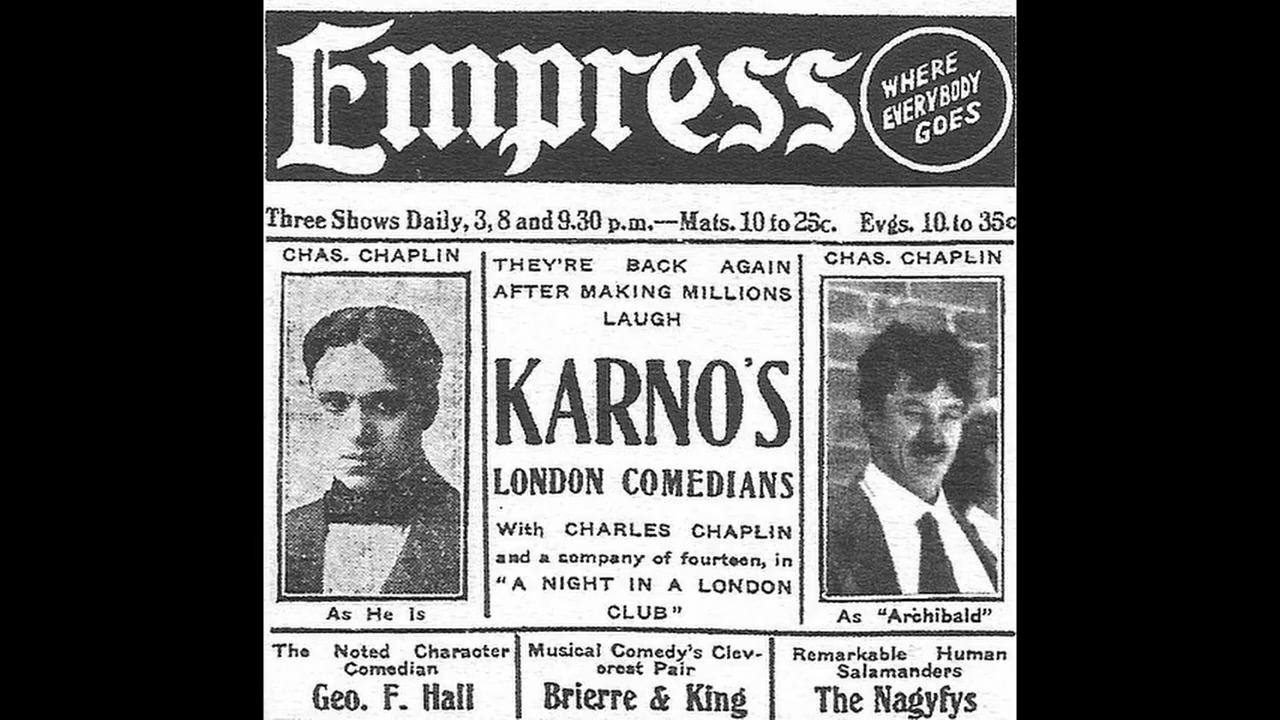 Empress
WHERE
EVERYBODY
GOES
Three Shows Daily, 3, 8 and 9.30 p.m.—Mats. 10 to 25c. Evgs. 10 to 35c
CHAS. CHAPLIN
As He Is
THEY'RE BACK AGAIN
AFTER MAKING MILLIONS
LAUGH
KARNO'S
LONDON COMEDIANS
With CHARLES CHAPLIN
and a company of fourteen, in
"A NIGHT IN A LONDON
CLUB"
CHAS. CHAPLIN
As "Archibald"
The Noted Character
Comedian
Geo. F. Hall
Musical Comedy's Clev-
erest Pair
Brierre & King
Remarkable Human
Salamanders
The Nagyfys